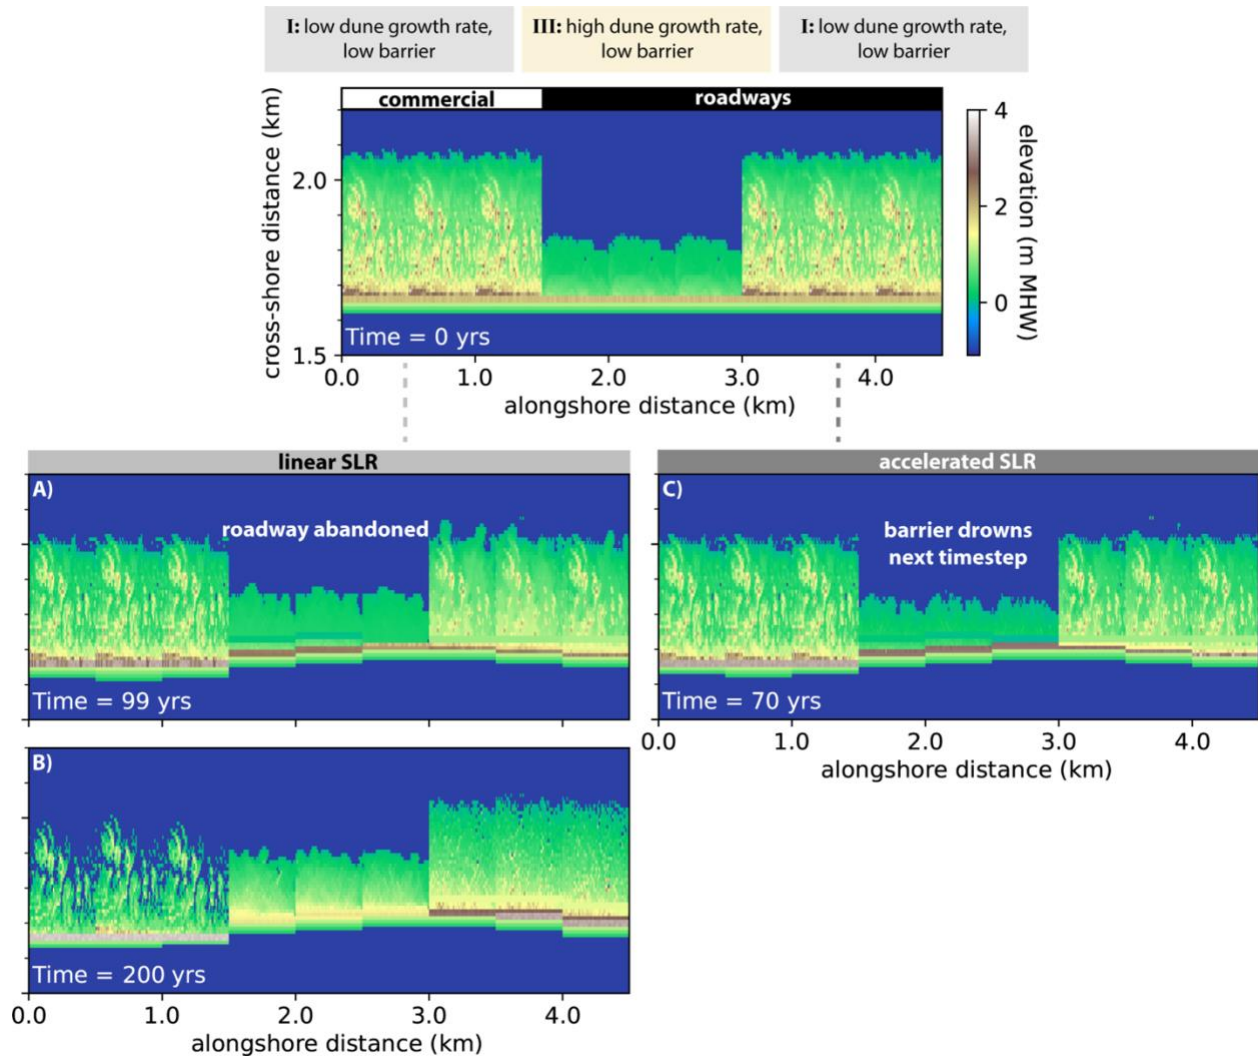 I: low dune growth rate,
low barrier
III: high dune growth rate,
low barrier
I: low dune growth rate,
low barrier
commercial
roadways
cross-shore distance (km)
2.0
1.5
Time = 0 yrs
0.0 1.0 2.0 3.0 4.0
alongshore distance (km)
4
2
0
elevation (m MHW)
linear SLR
A)
roadway abandoned
Time = 99 yrs
accelerated SLR
C)
barrier drowns
next timestep
Time = 70 yrs
0.0 1.0 2.0 3.0 4.0
alongshore distance (km)
B)
Time = 200 yrs
0.0 1.0 2.0 3.0 4.0
alongshore distance (km)